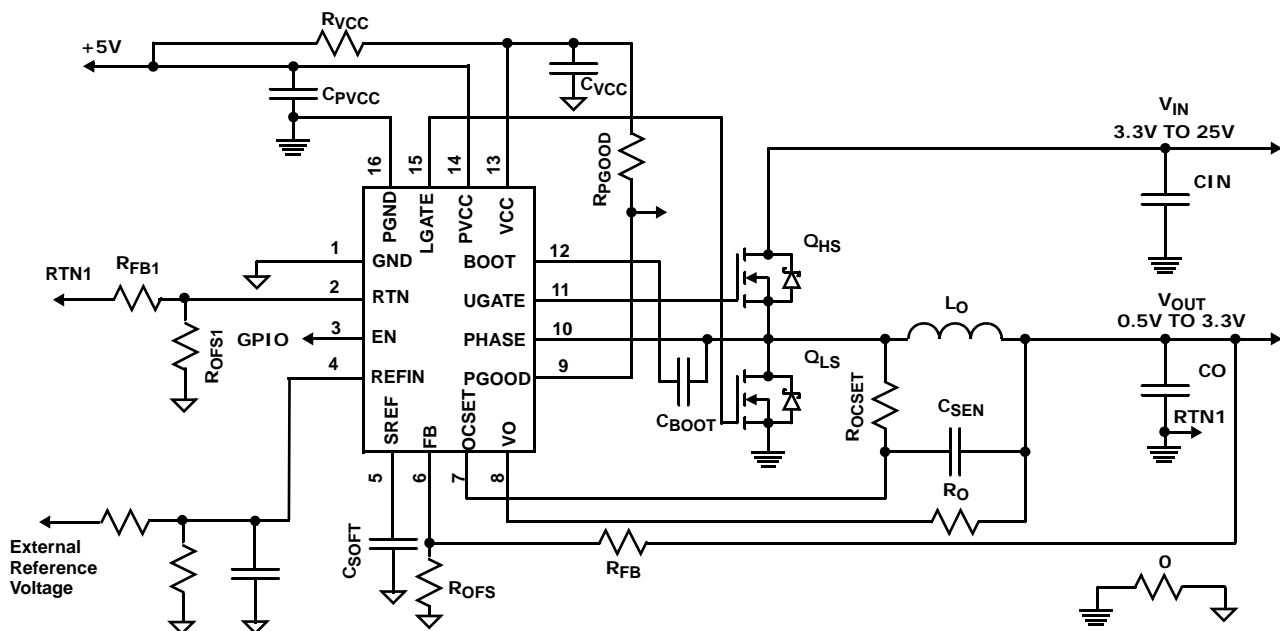 RVCC
+5V
CPVCC
CVCC
VIN
3.3V TO 25V
CIN
RPGOOD
16
15
14
13
PGND
LGATE
PVCC
VCC
1
GND
BOOT
12
QHS
RTN1
RFB1
2
RTN
UGATE
11
LO
VOUT
0.5V TO 3.3V
ROFS1
GPIO
3
EN
PHASE
10
QLS
4
REFIN
PGOOD
9
CO
CBOOT
ROCSET
CSEN
RTN1
SREF
FB
OCSET
VO
5
6
7
8
RO
External
Reference
Voltage
CSOFT
ROFS
RFB
0